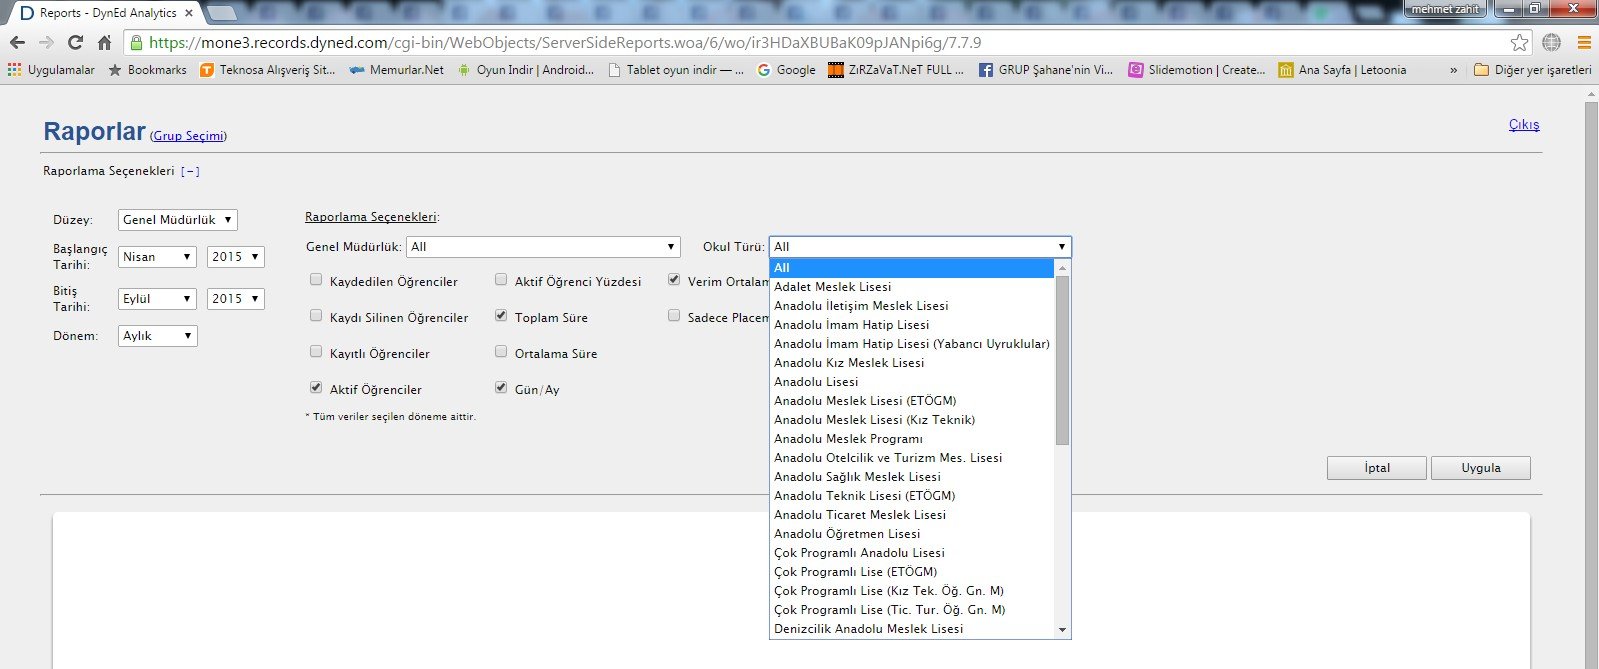 Reports - DynEd Analytics
mehmet zahit
https://mone3.records.dyned.com/cgi-bin/WebObjects/ServerSideReports.woa/6/wo/ir3HDaXBUBaK09pJANpi6g/7.7.9
Uygulamalar Bookmarks Teknosa Alışveriş Sit... Memurlar.Net Oyun Indir | Android... Tablet oyun indir — ... Google ZıRZaVaT.NeT FULL ... GRUP Şahane'nin Vi... Slidemotion | Create... Ana Sayfa | Letoonia » Diğer yer işaretleri
Raporlar (Grup Seçimi)
Çıkış
Raporlama Seçenekleri [-]
Düzey: Genel Müdürlük
Başlangıç Tarihi: Nisan 2015
Bitiş Tarihi: Eylül 2015
Dönem: Aylık
Raporlama Seçenekleri:
Genel Müdürlük: All Okul Türü: All
Kaydedilen Öğrenciler Aktif Öğrenci Yüzdesi Verim Ortalam
Kaydı Silinen Öğrenciler Toplam Süre Sadece Placem
Kayıtlı Öğrenciler Ortalama Süre
Aktif Öğrenciler Gün/Ay
* Tüm veriler seçilen döneme aittir.
All
Adalet Meslek Lisesi
Anadolu İletişim Meslek Lisesi
Anadolu İmam Hatip Lisesi
Anadolu İmam Hatip Lisesi (Yabancı Uyruklular)
Anadolu Kız Meslek Lisesi
Anadolu Lisesi
Anadolu Meslek Lisesi (ETÖGM)
Anadolu Meslek Lisesi (Kız Teknik)
Anadolu Meslek Programı
Anadolu Otelcilik ve Turizm Mes. Lisesi
Anadolu Sağlık Meslek Lisesi
Anadolu Teknik Lisesi (ETÖGM)
Anadolu Ticaret Meslek Lisesi
Anadolu Öğretmen Lisesi
Çok Programlı Anadolu Lisesi
Çok Programlı Lise (ETÖGM)
Çok Programlı Lise (Kız Tek. Öğ. Gn. M)
Çok Programlı Lise (Tic. Tur. Öğ. Gn. M)
Denizcilik Anadolu Meslek Lisesi
İptal Uygula